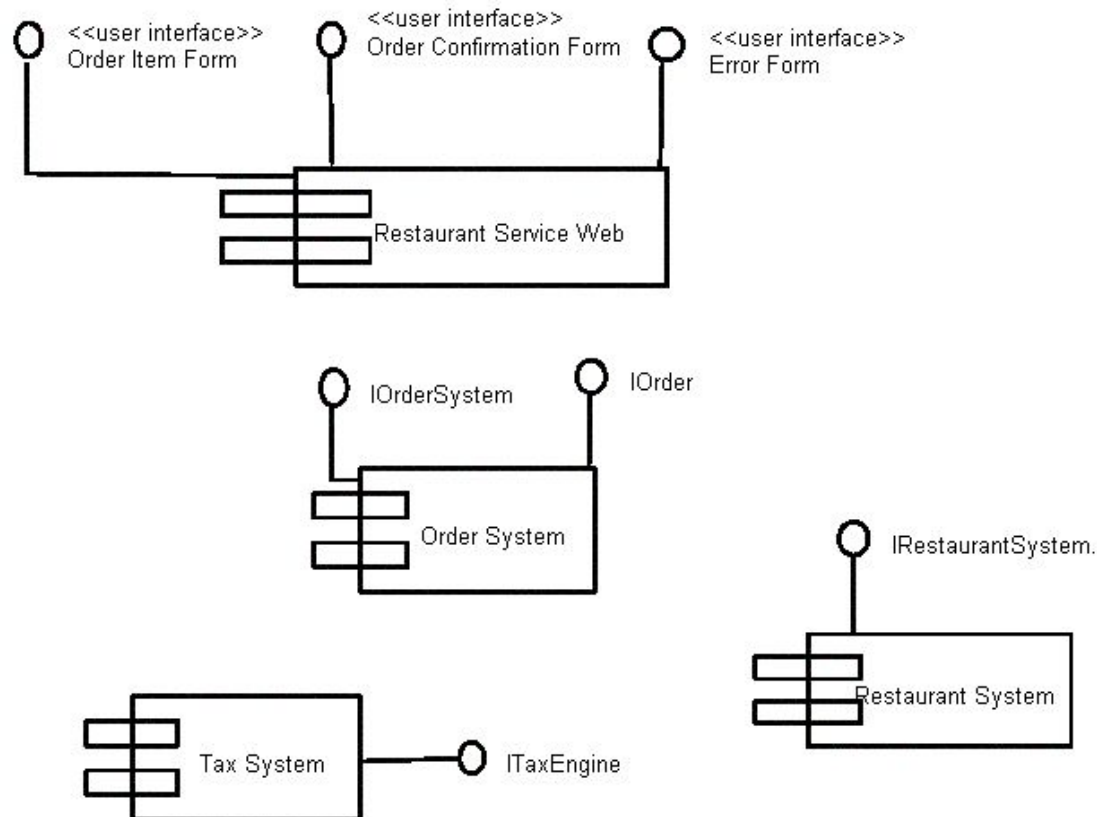 <<user interface>>
Order Item Form
<<user interface>>
Order Confirmation Form
<<user interface>>
Error Form
Restaurant Service Web
IOrderSystem
IOrder
Order System
IRestaurantSystem.
Restaurant System
Tax System
ITaxEngine